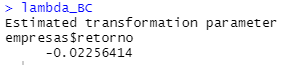 > lambda_BC
Estimated transformation parameter
empresas$retorno
-0.02256414